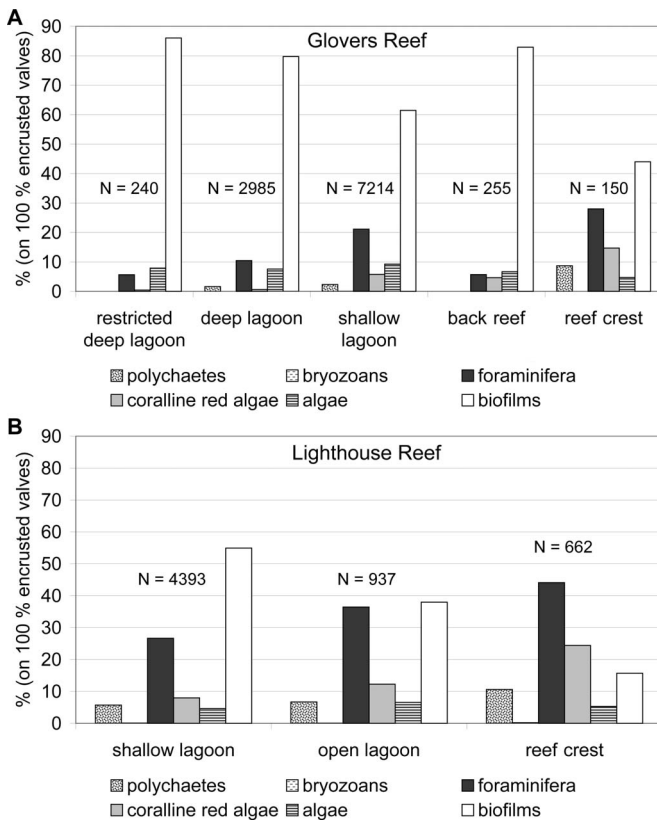 A
Glovers Reef
% (on 100 % encrusted valves)
90
80
70
60
50
40
30
20
10
0
N = 240
N = 2985
N = 7214
N = 255
N = 150
restricted deep lagoon
deep lagoon
shallow lagoon
back reef
reef crest
polychaetes
bryozoans
foraminifera
coralline red algae
algae
biofilms
B
Lighthouse Reef
% (on 100 % encrusted valves)
90
80
70
60
50
40
30
20
10
0
N = 4393
N = 937
N = 662
shallow lagoon
open lagoon
reef crest
polychaetes
bryozoans
foraminifera
coralline red algae
algae
biofilms